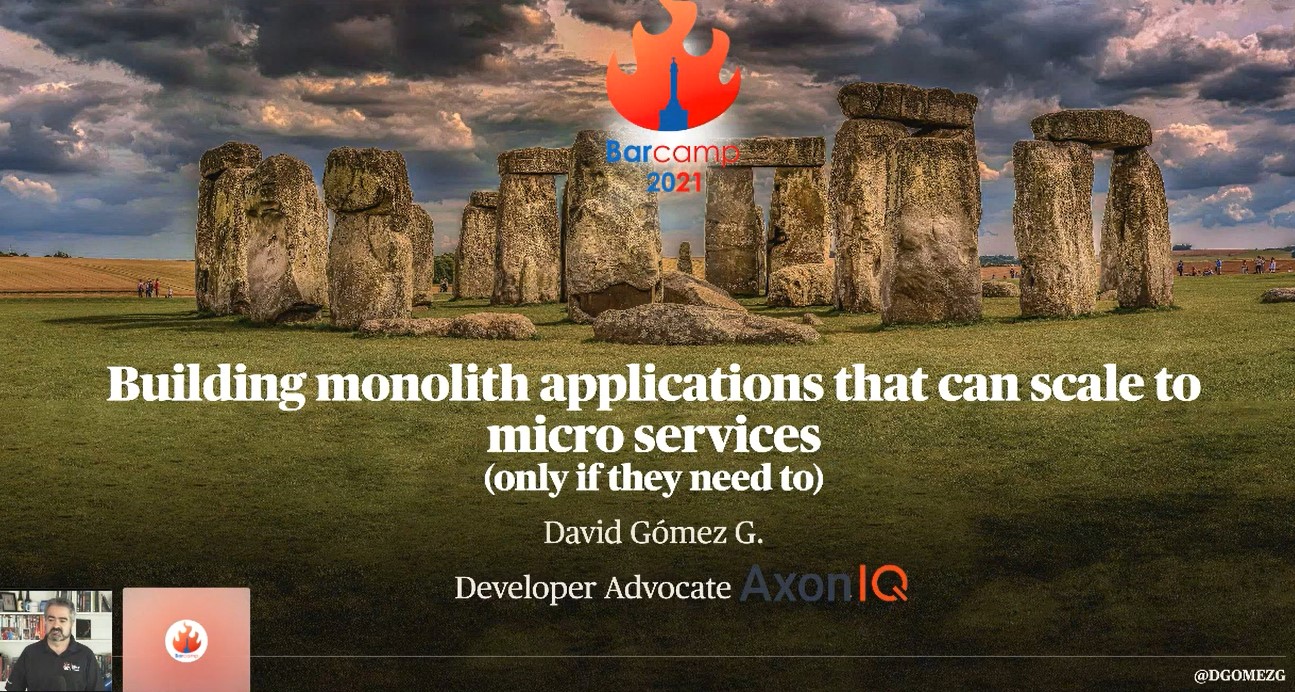 Barcamp
2021
Building monolith applications that can scale to
micro services
(only if they need to)
David Gómez G.
Developer Advocate AxonIQ
Barcamp
@DGOMEZG